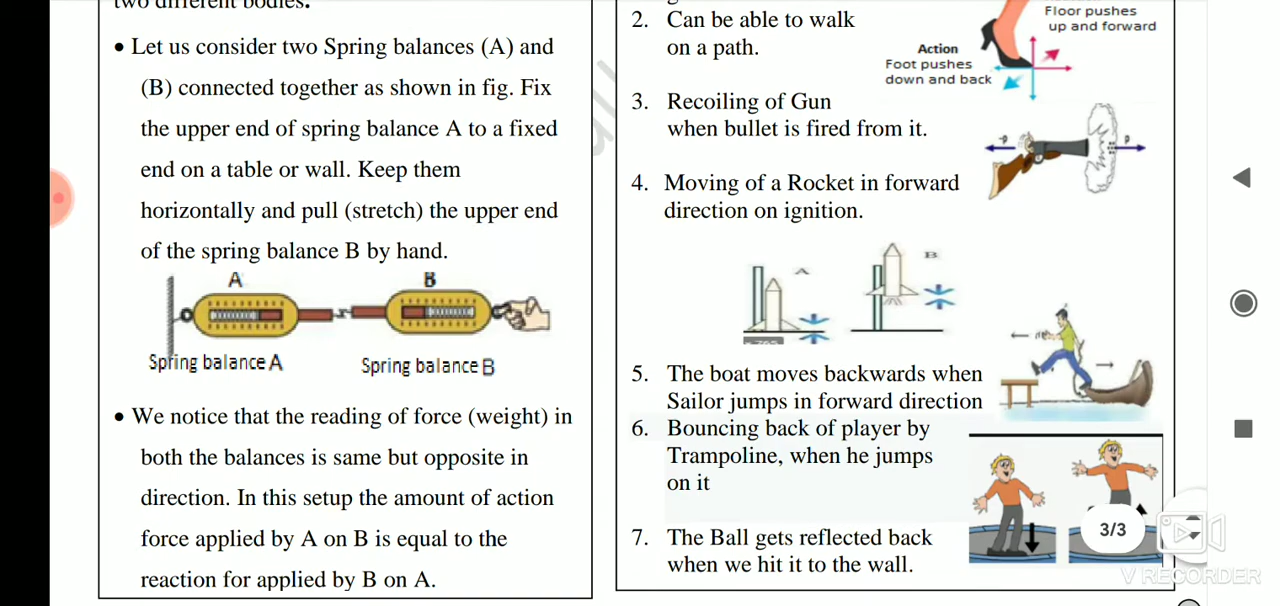 two different bodies.
• Let us consider two Spring balances (A) and
(B) connected together as shown in fig. Fix
the upper end of spring balance A to a fixed
end on a table or wall. Keep them
horizontally and pull (stretch) the upper end
of the spring balance B by hand.
A
B
Spring balance A
Spring balance B
• We notice that the reading of force (weight) in
both the balances is same but opposite in
direction. In this setup the amount of action
force applied by A on B is equal to the
reaction for applied by B on A.
2. Can be able to walk
on a path.
Floor pushes
up and forward
Action
Foot pushes
down and back
3. Recoiling of Gun
when bullet is fired from it.
-p
p
4. Moving of a Rocket in forward
direction on ignition.
A
B
5. The boat moves backwards when
Sailor jumps in forward direction
6. Bouncing back of player by
Trampoline, when he jumps
on it
7. The Ball gets reflected back
when we hit it to the wall.
3/3
V RECORDER